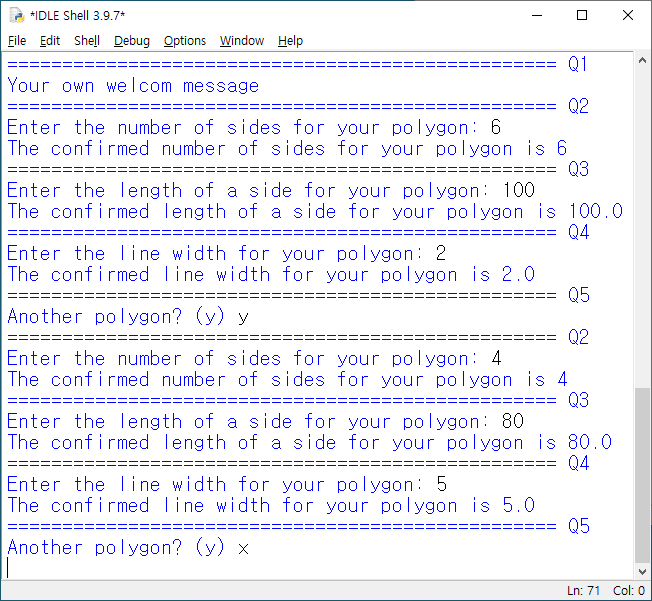 *IDLE Shell 3.9.7*
File Edit Shell Debug Options Window Help
================================================== Q1
Your own welcom message
================================================== Q2
Enter the number of sides for your polygon: 6
The confirmed number of sides for your polygon is 6
================================================== Q3
Enter the length of a side for your polygon: 100
The confirmed length of a side for your polygon is 100.0
================================================== Q4
Enter the line width for your polygon: 2
The confirmed line width for your polygon is 2.0
================================================== Q5
Another polygon? (y) y
================================================== Q2
Enter the number of sides for your polygon: 4
The confirmed number of sides for your polygon is 4
================================================== Q3
Enter the length of a side for your polygon: 80
The confirmed length of a side for your polygon is 80.0
================================================== Q4
Enter the line width for your polygon: 5
The confirmed line width for your polygon is 5.0
================================================== Q5
Another polygon? (y) x
Ln: 71 Col: 0